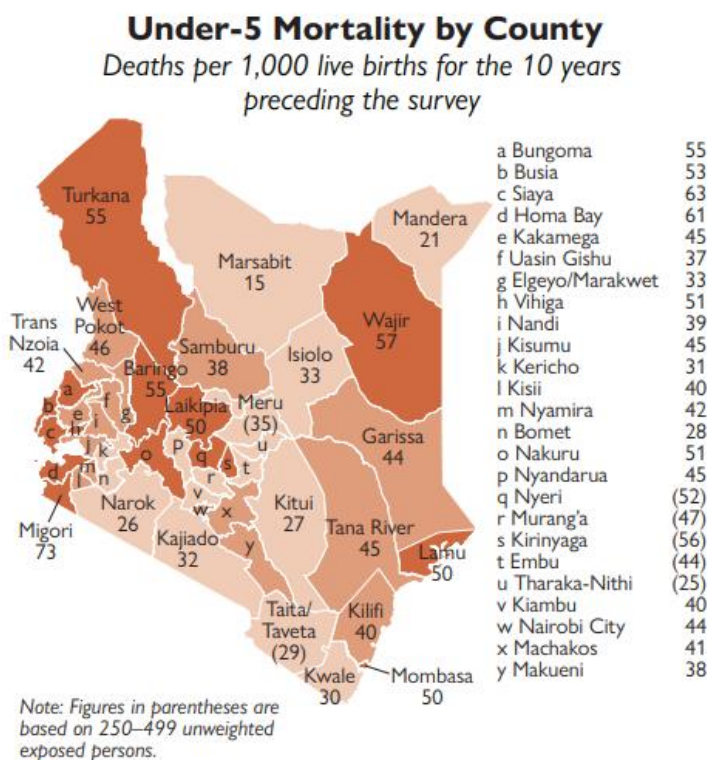 Under-5 Mortality by County
Deaths per 1,000 live births for the 10 years
preceding the survey
Turkana
55
Marsabit
15
Mandera
21
Wajir
57
West
Pokot
46
Trans
Nzoia
42
Samburu
38
Isiolo
33
Baringo
55
Laikipia
50
Meru
(35)
Garissa
44
a
b
c
d
e
f
g
h
i
j
k
l
m
n
o
p
q
r
s
t
u
v
w
x
y
Migori
73
Narok
26
Kajiado
32
Kitui
27
Tana River
45
Lamu
50
Taita/
Taveta
(29)
Kilifi
40
Kwale
30
Mombasa
50
a Bungoma 55
b Busia 53
c Siaya 63
d Homa Bay 61
e Kakamega 45
f Uasin Gishu 37
g Elgeyo/Marakwet 33
h Vihiga 51
i Nandi 39
j Kisumu 45
k Kericho 31
l Kisii 40
m Nyamira 42
n Bomet 28
o Nakuru 51
p Nyandarua 45
q Nyeri (52)
r Murang'a (47)
s Kirinyaga (56)
t Embu (44)
u Tharaka-Nithi (25)
v Kiambu 40
w Nairobi City 44
x Machakos 41
y Makueni 38
Note: Figures in parentheses are
based on 250–499 unweighted
exposed persons.